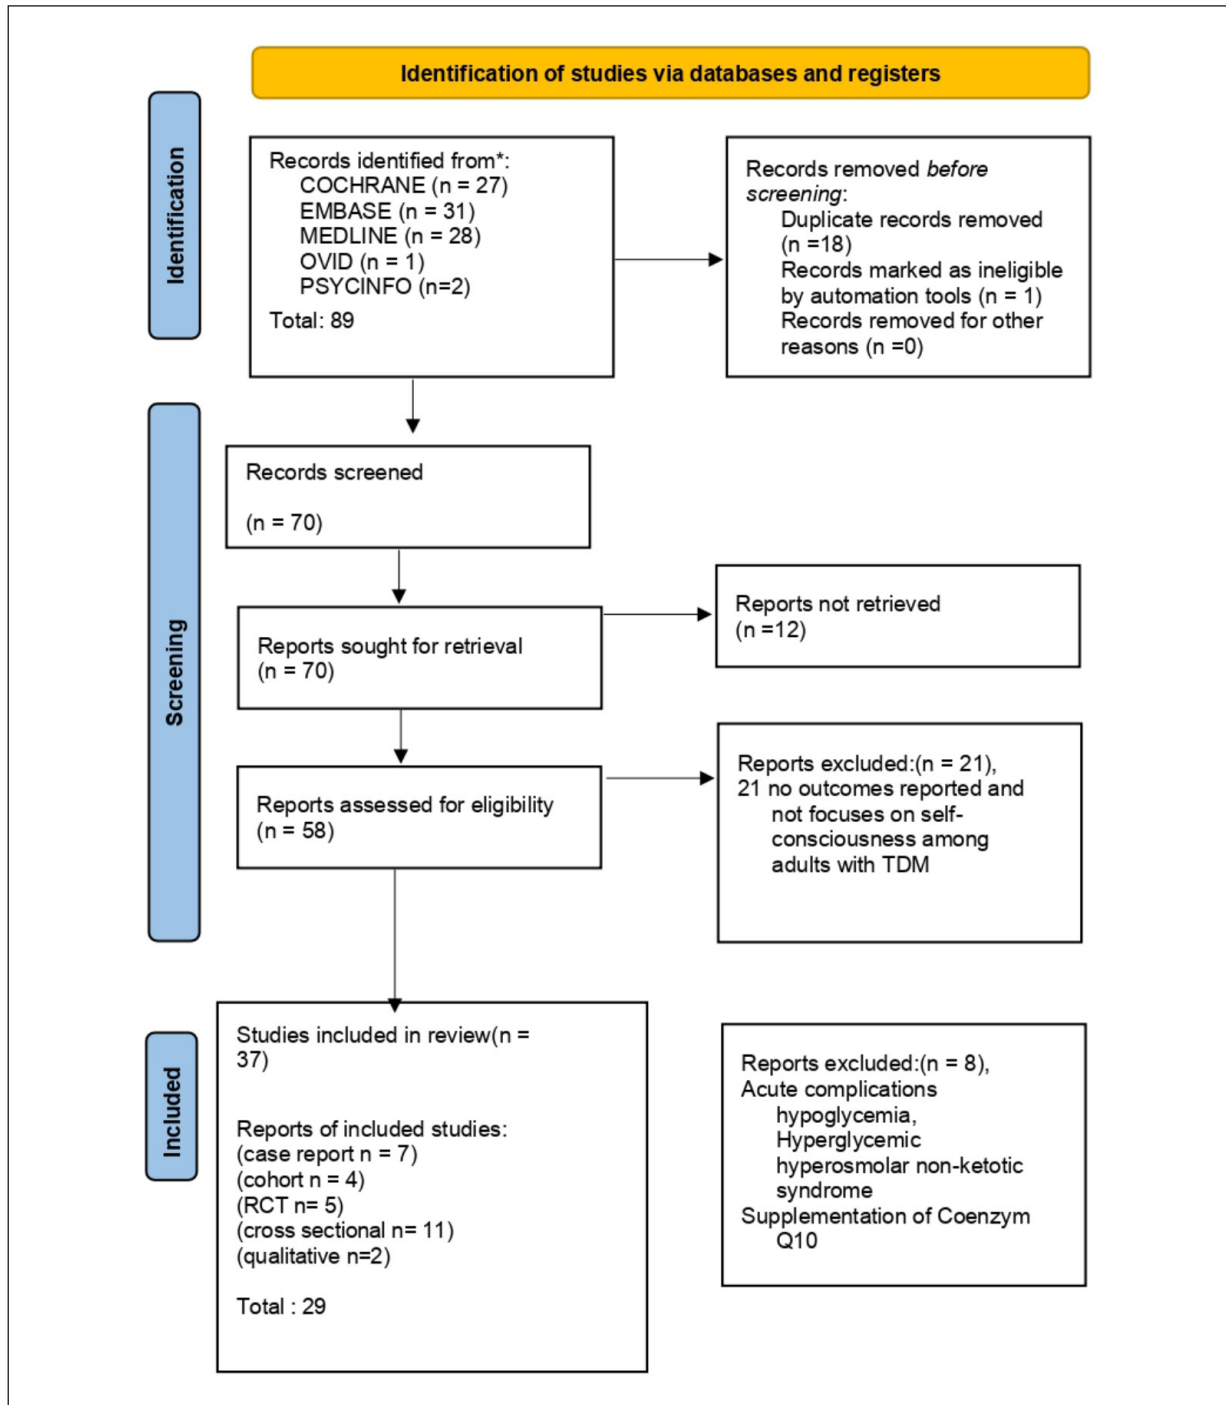 Identification of studies via databases and registers
Identification
Records identified from*:
COCHRANE (n = 27)
EMBASE (n = 31)
MEDLINE (n = 28)
OVID (n = 1)
PSYCINFO (n=2)
Total: 89
Records removed before
screening:
Duplicate records removed
(n =18)
Records marked as ineligible
by automation tools (n = 1)
Records removed for other
reasons (n =0)
Screening
Records screened
(n = 70)
Reports sought for retrieval
(n = 70)
Reports not retrieved
(n =12)
Reports assessed for eligibility
(n = 58)
Reports excluded:(n = 21),
21 no outcomes reported and
not focuses on self-
consciousness among
adults with TDM
Included
Studies included in review(n =
37)
Reports of included studies:
(case report n = 7)
(cohort n = 4)
(RCT n= 5)
(cross sectional n= 11)
(qualitative n=2)
Total : 29
Reports excluded:(n = 8),
Acute complications
hypoglycemia,
Hyperglycemic
hyperosmolar non-ketotic
syndrome
Supplementation of Coenzym
Q10